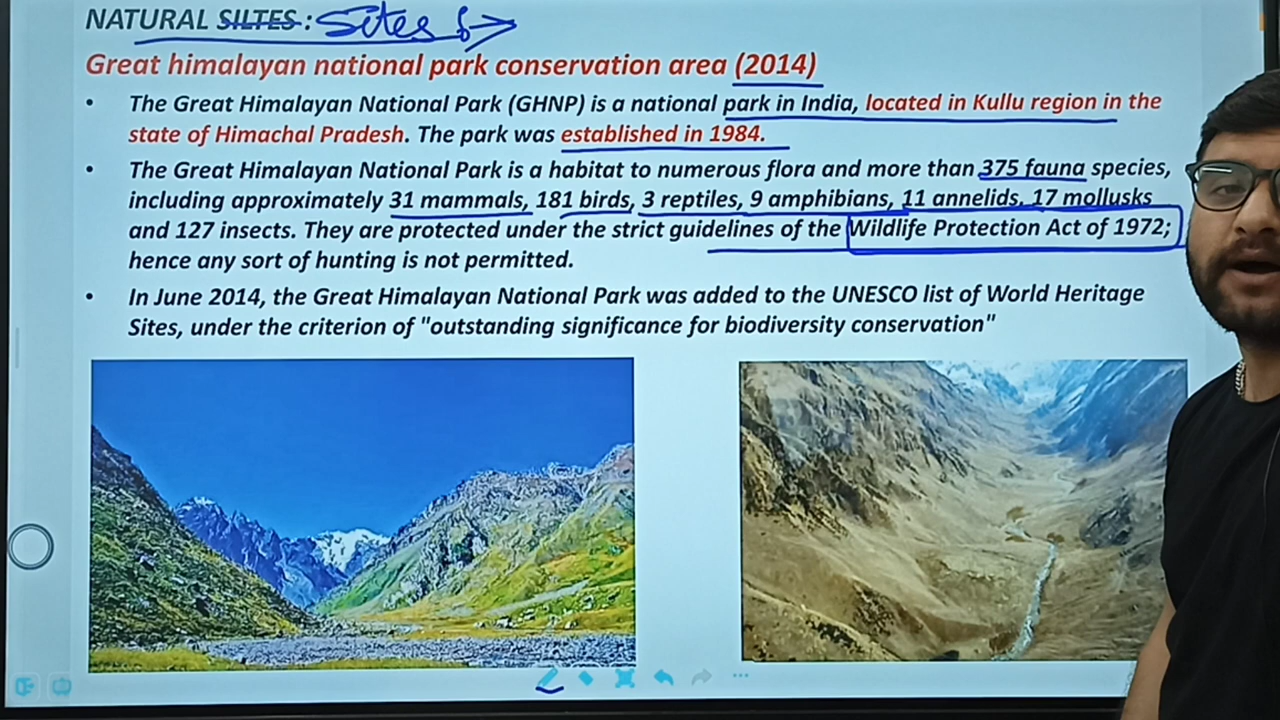 NATURAL SILTES : Sites
Great himalayan national park conservation area (2014)
• The Great Himalayan National Park (GHNP) is a national park in India, located in Kullu region in the
state of Himachal Pradesh. The park was established in 1984.
• The Great Himalayan National Park is a habitat to numerous flora and more than 375 fauna species,
including approximately 31 mammals, 181 birds, 3 reptiles, 9 amphibians, 11 annelids, 17 mollusks
and 127 insects. They are protected under the strict guidelines of the Wildlife Protection Act of 1972;
hence any sort of hunting is not permitted.
• In June 2014, the Great Himalayan National Park was added to the UNESCO list of World Heritage
Sites, under the criterion of "outstanding significance for biodiversity conservation"